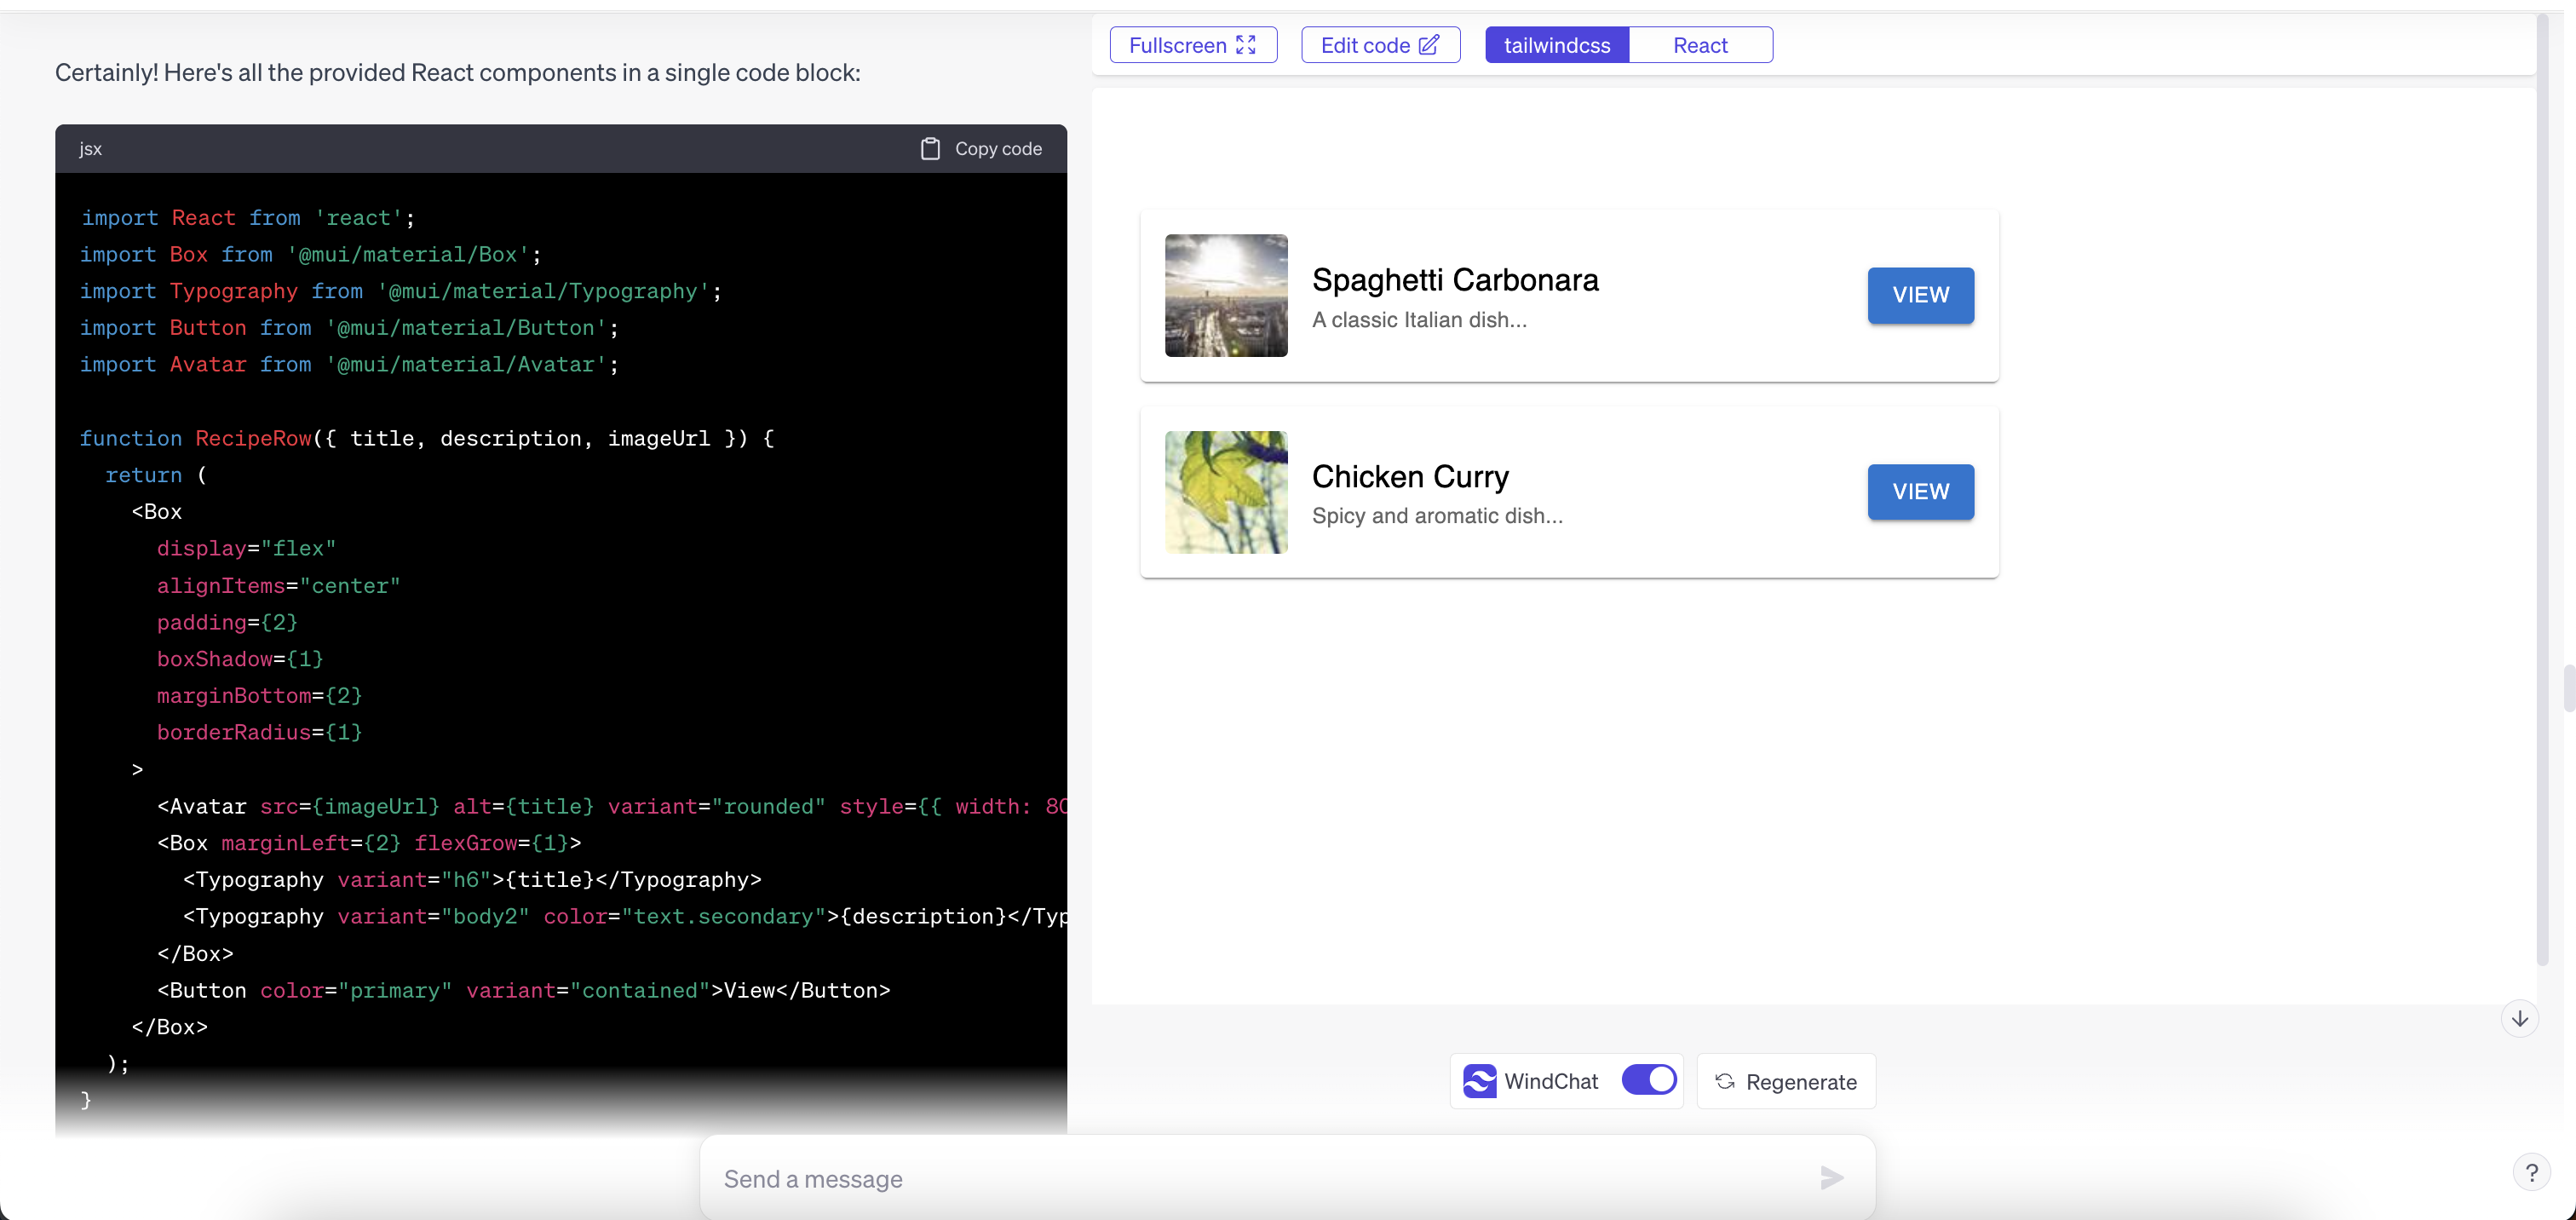 Certainly! Here's all the provided React components in a single code block:
jsx
Copy code
import React from 'react';
import Box from '@mui/material/Box';
import Typography from '@mui/material/Typography';
import Button from '@mui/material/Button';
import Avatar from '@mui/material/Avatar';
function RecipeRow({ title, description, imageUrl }) {
return (
<Box
display="flex"
alignItems="center"
padding={2}
boxShadow={1}
marginBottom={2}
borderRadius={1}
>
<Avatar src={imageUrl} alt={title} variant="rounded" style={{ width: 80
<Box marginLeft={2} flexGrow={1}>
<Typography variant="h6">{title}</Typography>
<Typography variant="body2" color="text.secondary">{description}</Typ
</Box>
<Button color="primary" variant="contained">View</Button>
</Box>
);
}
Fullscreen
Edit code
tailwindcss
React
Spaghetti Carbonara
A classic Italian dish...
VIEW
Chicken Curry
Spicy and aromatic dish...
VIEW
WindChat
Regenerate
Send a message
?